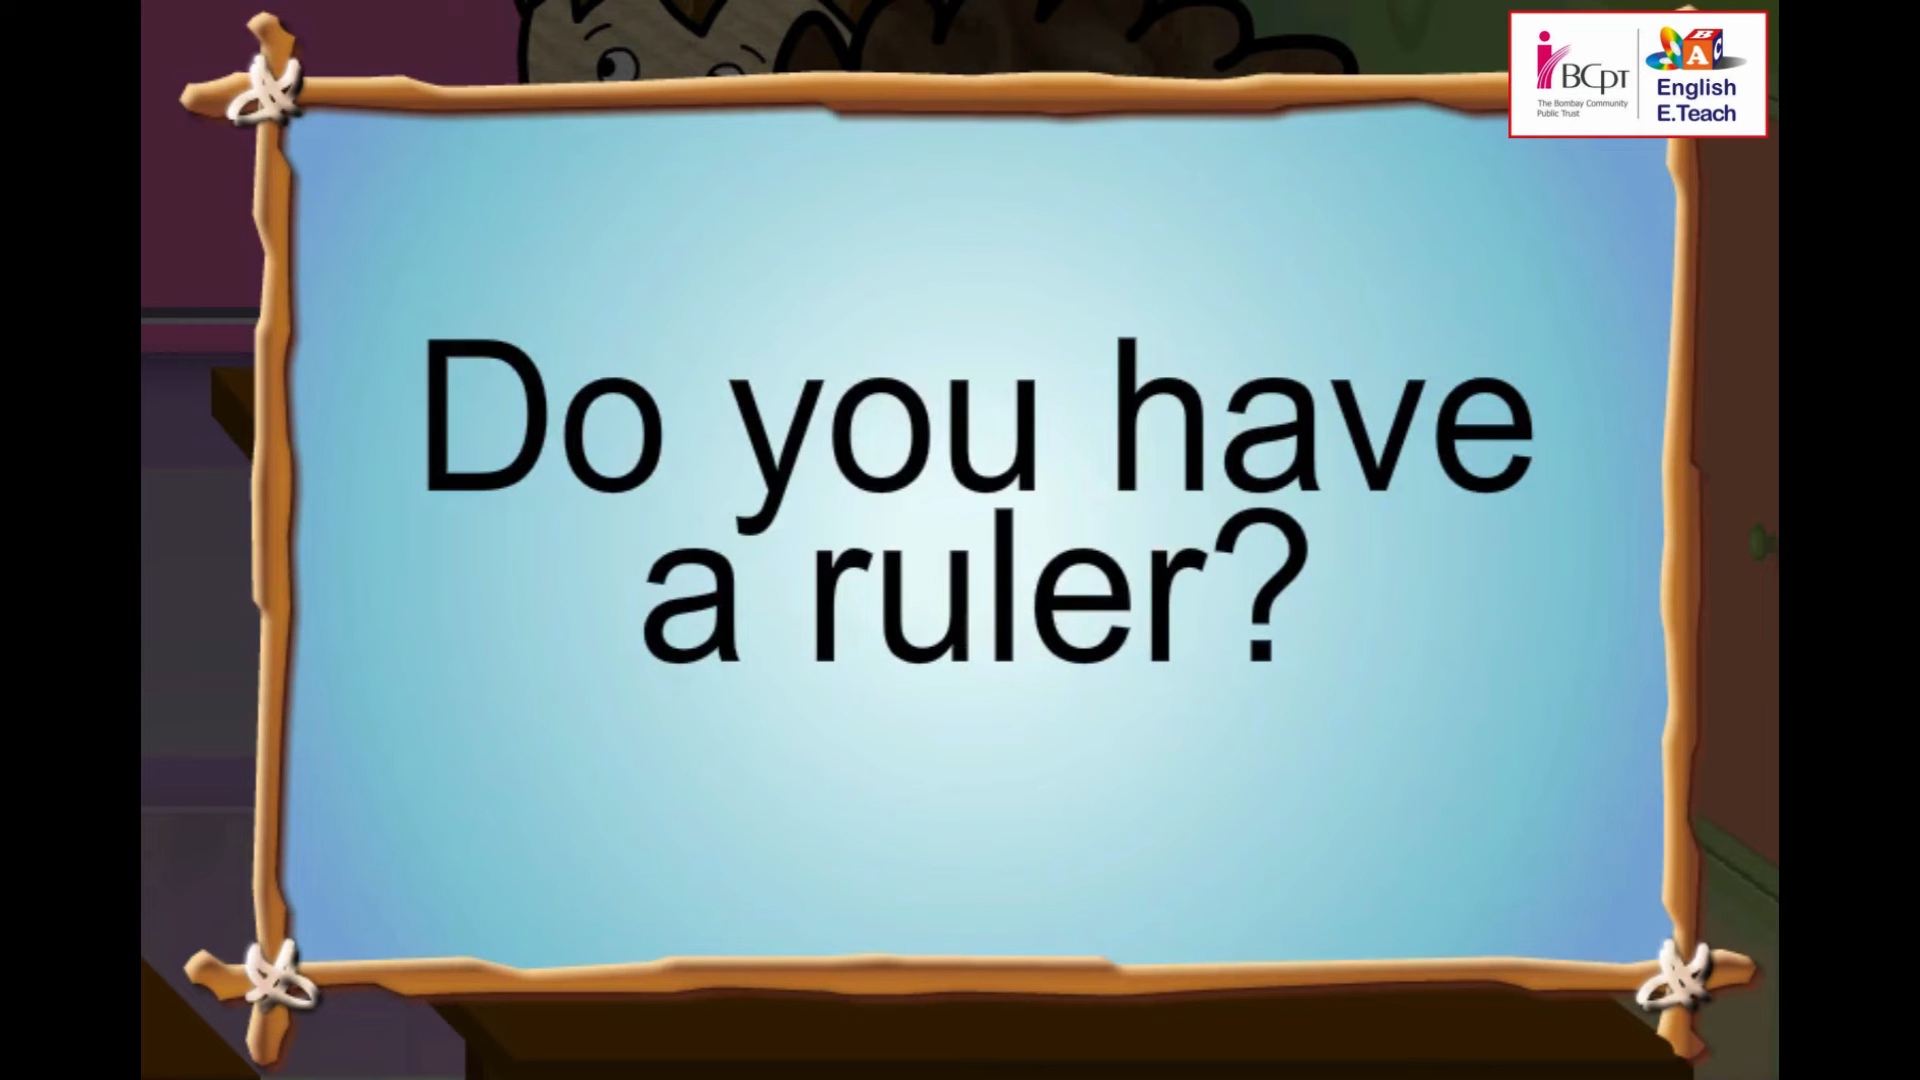 Do you have
a ruler?
BCpt
The Bombay Community
Public Trust
B
A C
English
E.Teach